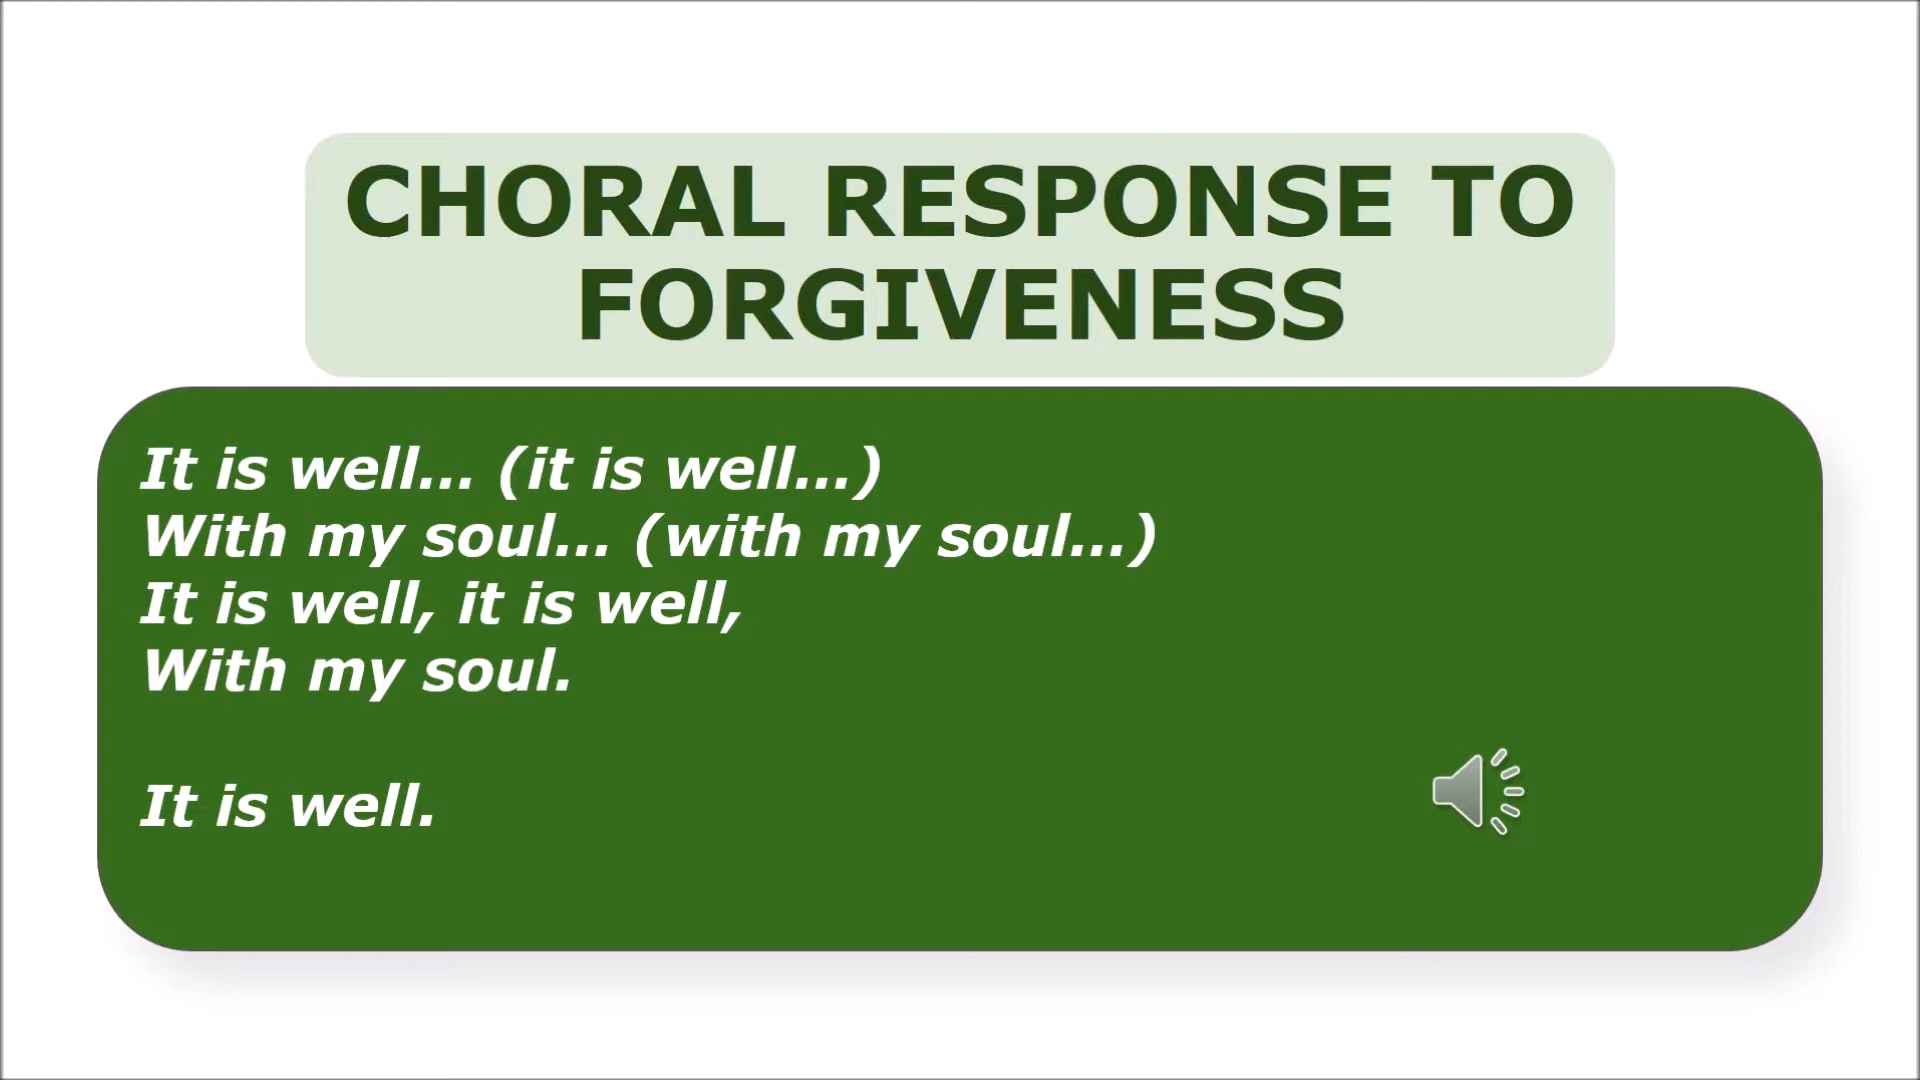 CHORAL RESPONSE TO
FORGIVENESS
It is well... (it is well...)
With my soul... (with my soul...)
It is well, it is well,
With my soul.
It is well.